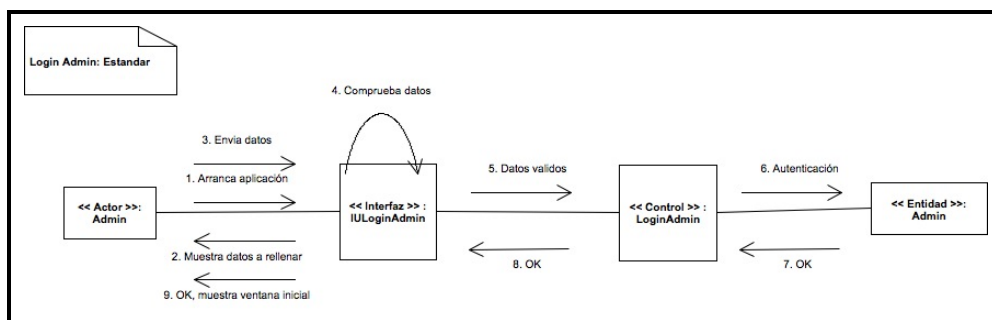 Login Admin: Estandar
4. Comprueba datos
3. Envia datos
1. Arranca aplicación
5. Datos validos
6. Autenticación
<< Actor >>:
Admin
<< Interfaz >> :
IULoginAdmin
<< Control >> :
LoginAdmin
<< Entidad >>:
Admin
2. Muestra datos a rellenar
8. OK
7. OK
9. OK, muestra ventana inicial